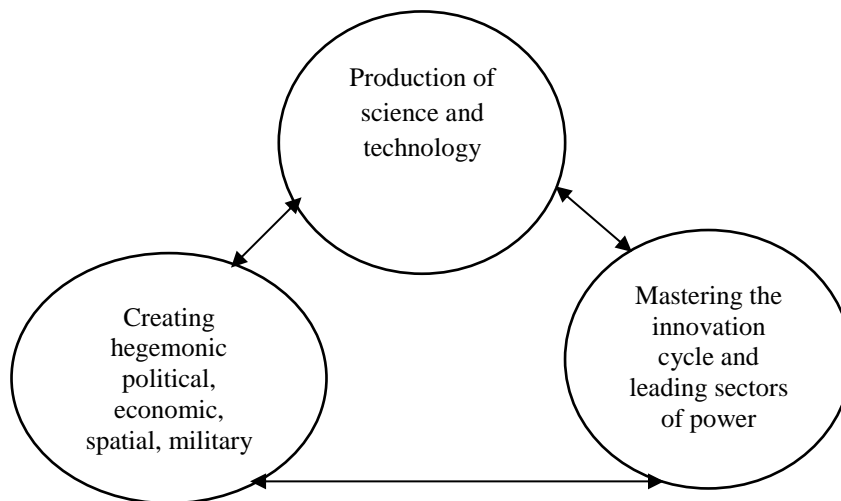 Production of
science and
technology
Creating
hegemonic
political,
economic,
spatial, military
Mastering the
innovation
cycle and
leading sectors
of power